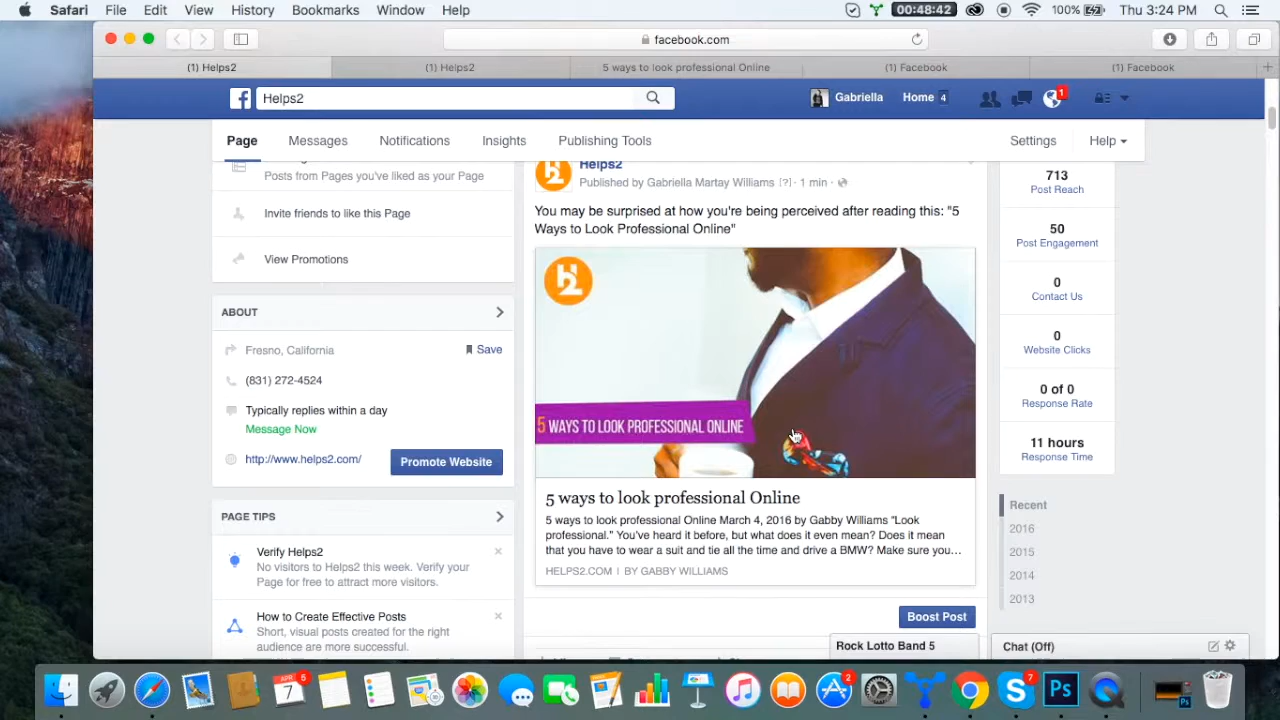 Safari File Edit View History Bookmarks Window Help 00:48:42 100% Thu 3:24 PM
facebook.com
(1) Helps2 (1) Helps2 5 ways to look professional Online (1) Facebook (1) Facebook +
f Helps2 Gabriella Home 4 1
Page Messages Notifications Insights Publishing Tools Settings Help
Posts from Pages you've liked as your Page
Invite friends to like this Page
View Promotions
ABOUT
Fresno, California Save
(831) 272-4524
Typically replies within a day
Message Now
http://www.helps2.com/ Promote Website
PAGE TIPS
Verify Helps2
No visitors to Helps2 this week. Verify your
Page for free to attract more visitors.
How to Create Effective Posts
Short, visual posts created for the right
audience are more successful.
Helps2
Published by Gabriella Martay Williams [?] · 1 min ·
You may be surprised at how you're being perceived after reading this: "5
Ways to Look Professional Online"
5 WAYS TO LOOK PROFESSIONAL ONLINE
5 ways to look professional Online
5 ways to look professional Online March 4, 2016 by Gabby Williams "Look
professional." You've heard it before, but what does it even mean? Does it mean
that you have to wear a suit and tie all the time and drive a BMW? Make sure you...
HELPS2.COM | BY GABBY WILLIAMS
Boost Post
713
Post Reach
50
Post Engagement
0
Contact Us
0
Website Clicks
0 of 0
Response Rate
11 hours
Response Time
Recent
2016
2015
2014
2013
Rock Lotto Band 5 Chat (Off)
APR 7 6 2 7 Ps